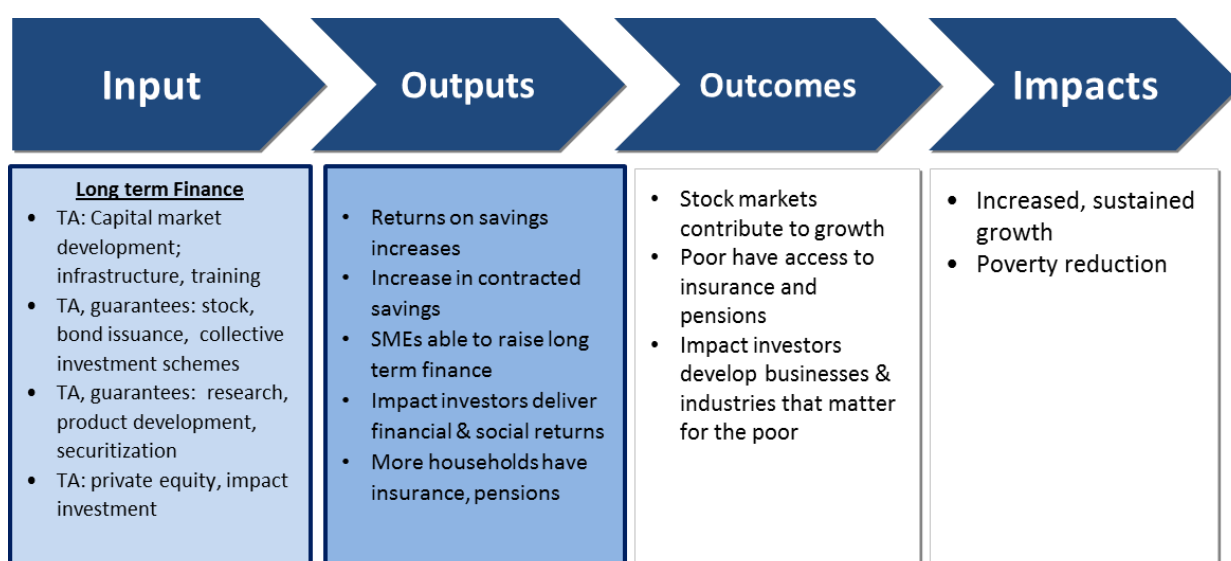 Input
Outputs
Outcomes
Impacts
Long term Finance
• TA: Capital market
development;
infrastructure, training
• TA, guarantees: stock,
bond issuance, collective
investment schemes
• TA, guarantees: research,
product development,
securitization
• TA: private equity, impact
investment
• Returns on savings
increases
• Increase in contracted
savings
• SMEs able to raise long
term finance
• Impact investors deliver
financial & social returns
• More households have
insurance, pensions
• Stock markets
contribute to growth
• Poor have access to
insurance and
pensions
• Impact investors
develop businesses &
industries that matter
for the poor
• Increased, sustained
growth
• Poverty reduction